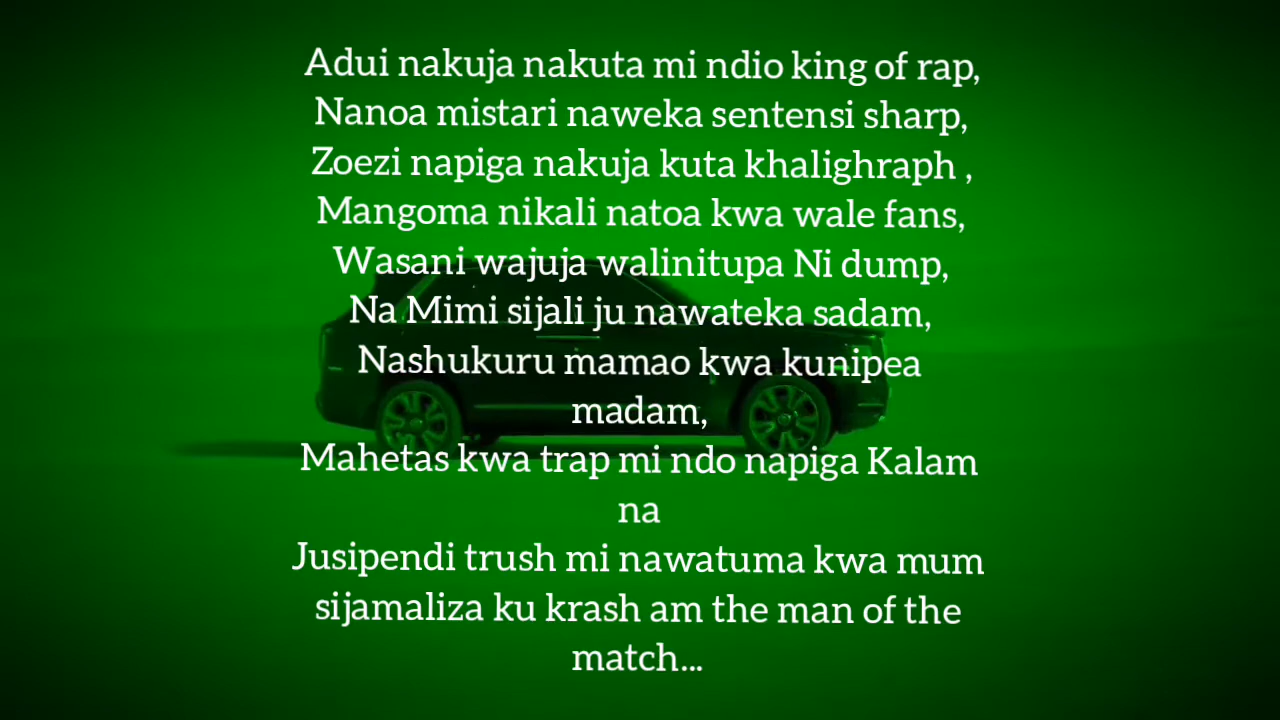 Adui nakuja nakuta mi ndio king of rap,
Nanoa mistari naweka sentensi sharp,
Zoezi napiga nakuja kuta khalighraph ,
Mangoma nikali natoa kwa wale fans,
Wasani wajuja walinitupa Ni dump,
Na Mimi sijali ju nawateka sadam,
Nashukuru mamao kwa kunipea
madam,
Mahetas kwa trap mi ndo napiga Kalam
na
Jusipendi trush mi nawatuma kwa mum
sijamaliza ku krash am the man of the
match...